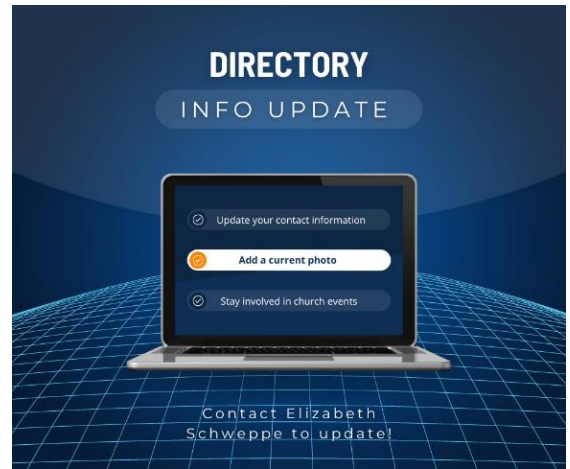 DIRECTORY
INFO UPDATE
Update your contact information
Add a current photo
Stay involved in church events
Contact Elizabeth
Schweppe to update!